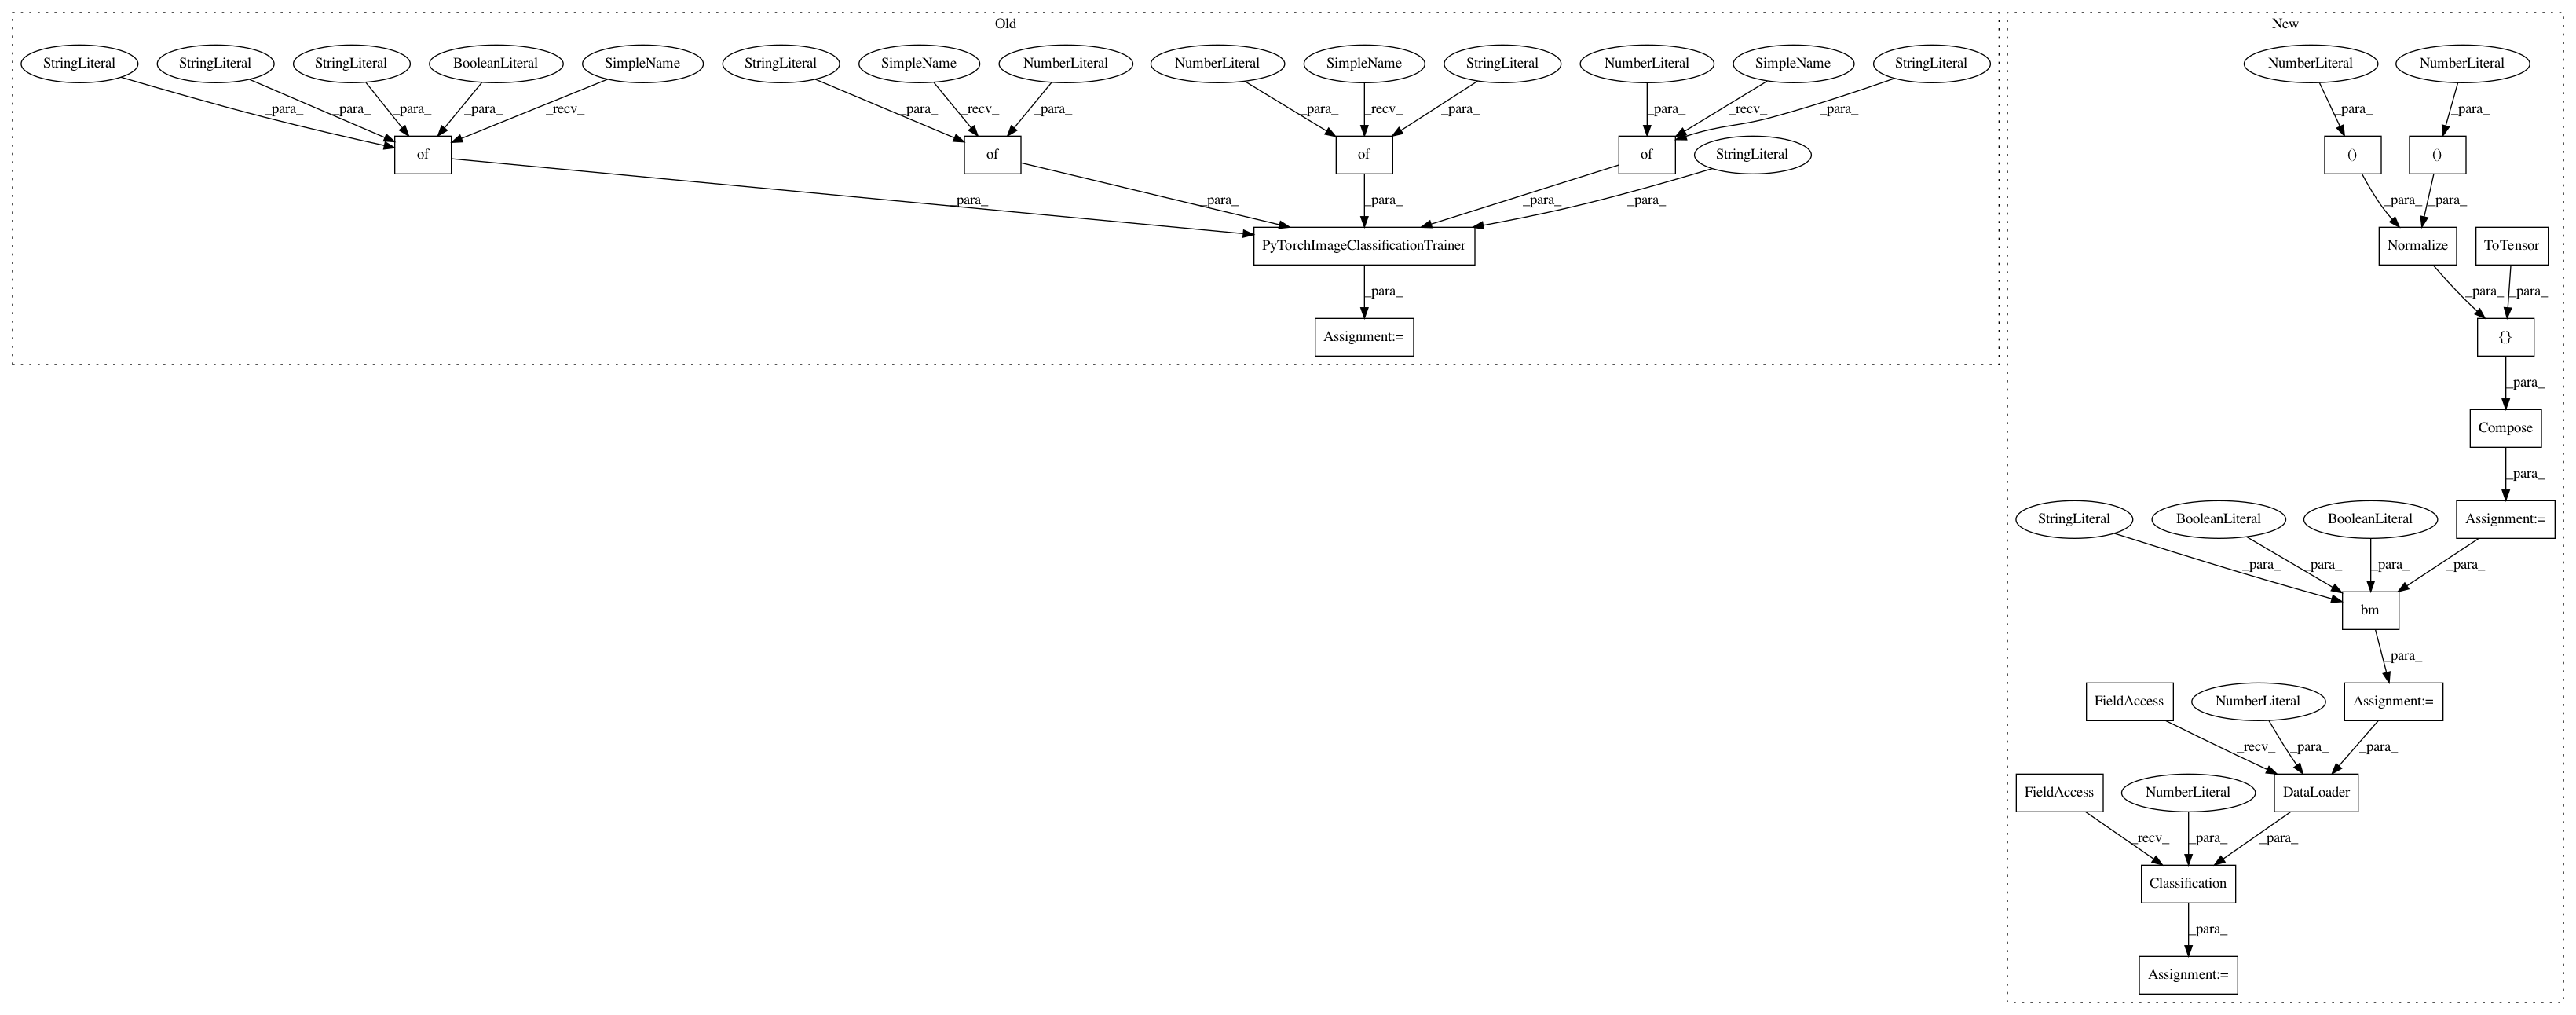 Old
New
StringLiteral StringLiteral StringLiteral BooleanLiteral SimpleName StringLiteral SimpleName NumberLiteral NumberLiteral SimpleName StringLiteral NumberLiteral SimpleName StringLiteral NumberLiteral NumberLiteral
_para_ _para_ _para_ _para_ _recv_ _para_ _recv_ _para_ _para_ _recv_ _para_ _para_ _recv_ _para_ _para_ _para_
of of of of StringLiteral () ()
_para_ _para_ _para_ _para_ _para_ _para_ _para_
PyTorchImageClassificationTrainer Normalize ToTensor
_para_ _para_ _para_
Assignment:= {}
_para_
Compose
_para_
StringLiteral BooleanLiteral BooleanLiteral Assignment:=
_para_ _para_ _para_ _para_
bm
_para_
FieldAccess NumberLiteral Assignment:=
_recv_ _para_ _para_
FieldAccess NumberLiteral DataLoader
_recv_ _para_ _para_
Classification
_para_
Assignment:=